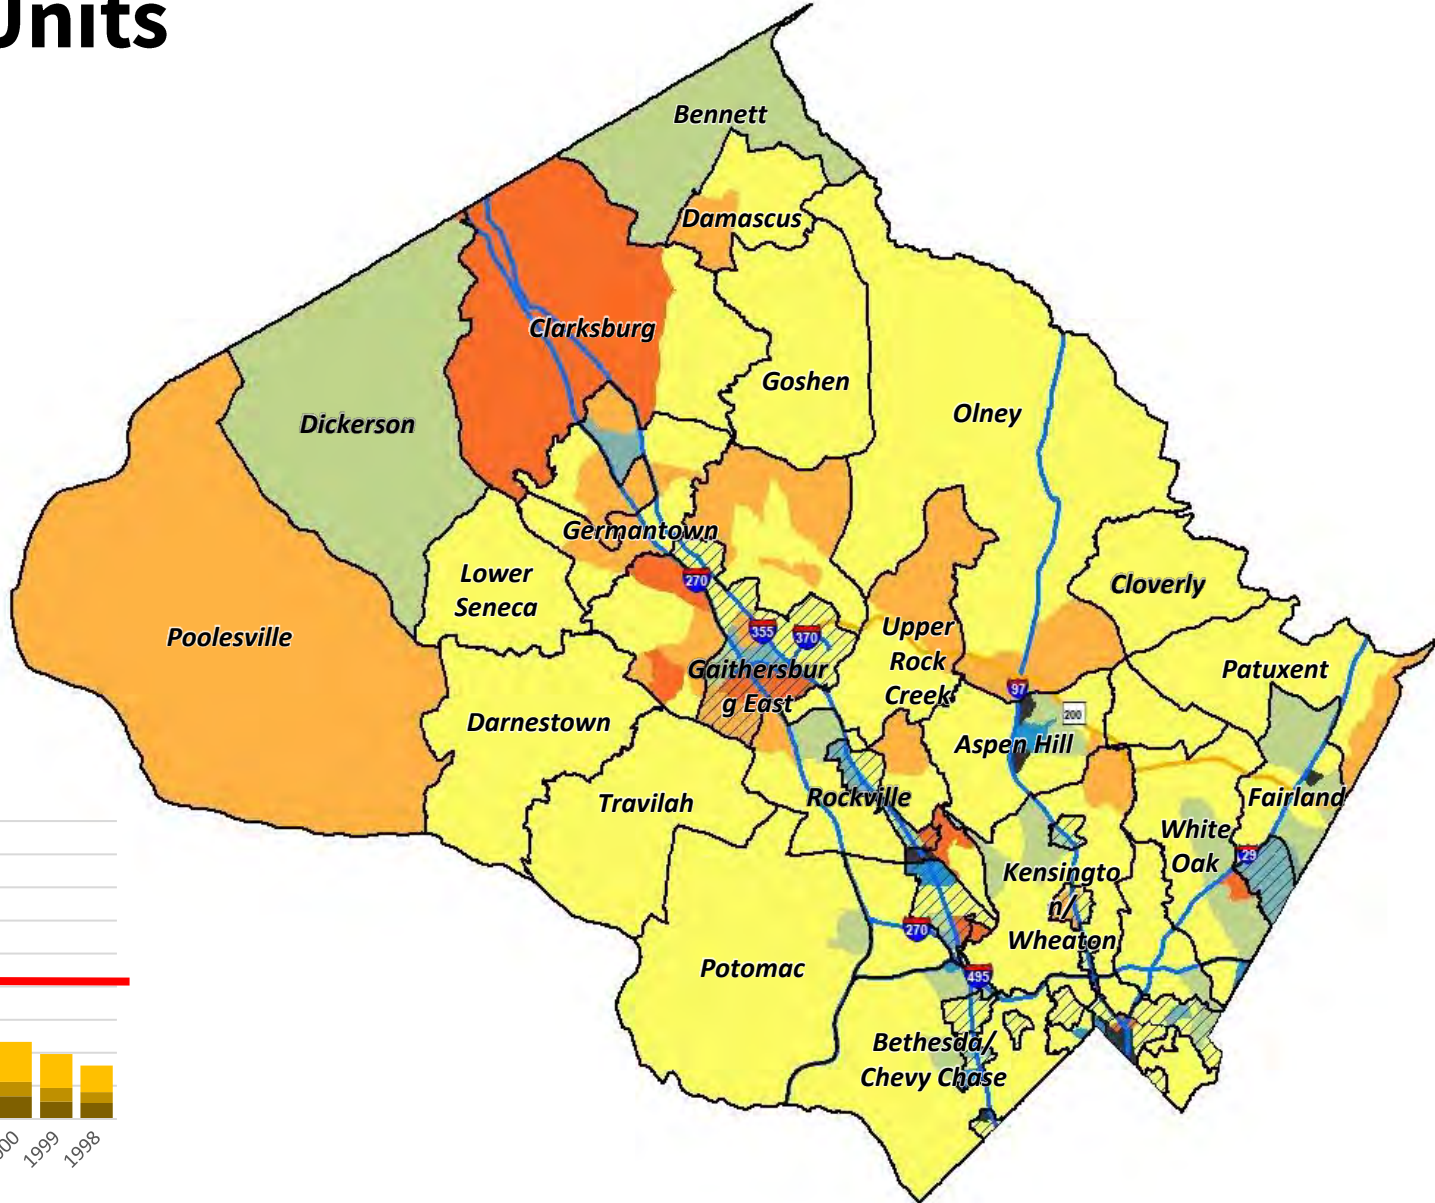 Units
Bennett
Damascus
Clarksburg
Goshen
Olney
Dickerson
Germantown
Lower
Seneca
270
Cloverly
Poolesville
355
370
Upper
Rock
Creek
Gaithersbur
g East
Patuxent
97
200
Darnestown
Aspen Hill
Travilah
Rockville
Fairland
White
Oak
29
Kensingto
n/
Wheaton
270
Potomac
495
Bethesda/
Chevy Chase
1999
1998